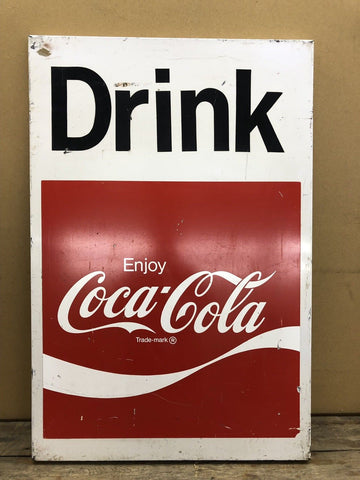 Drink
Enjoy
Coca-Cola
Trade-mark ®